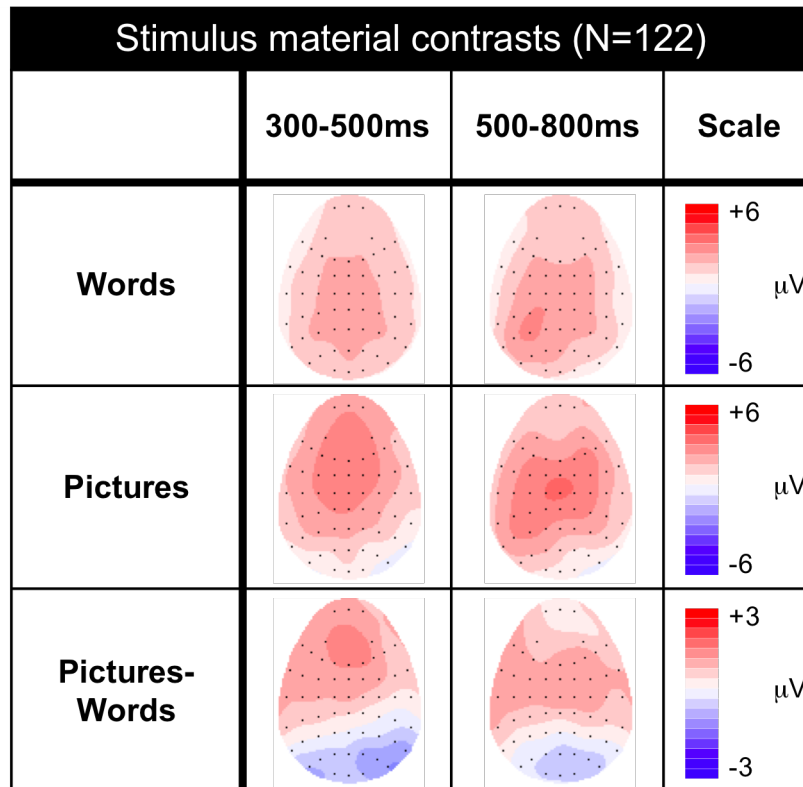 Stimulus material contrasts (N=122)
300-500ms 500-800ms Scale
Words
+6
μV
-6
Pictures
+6
μV
-6
Pictures-
Words
+3
μV
-3